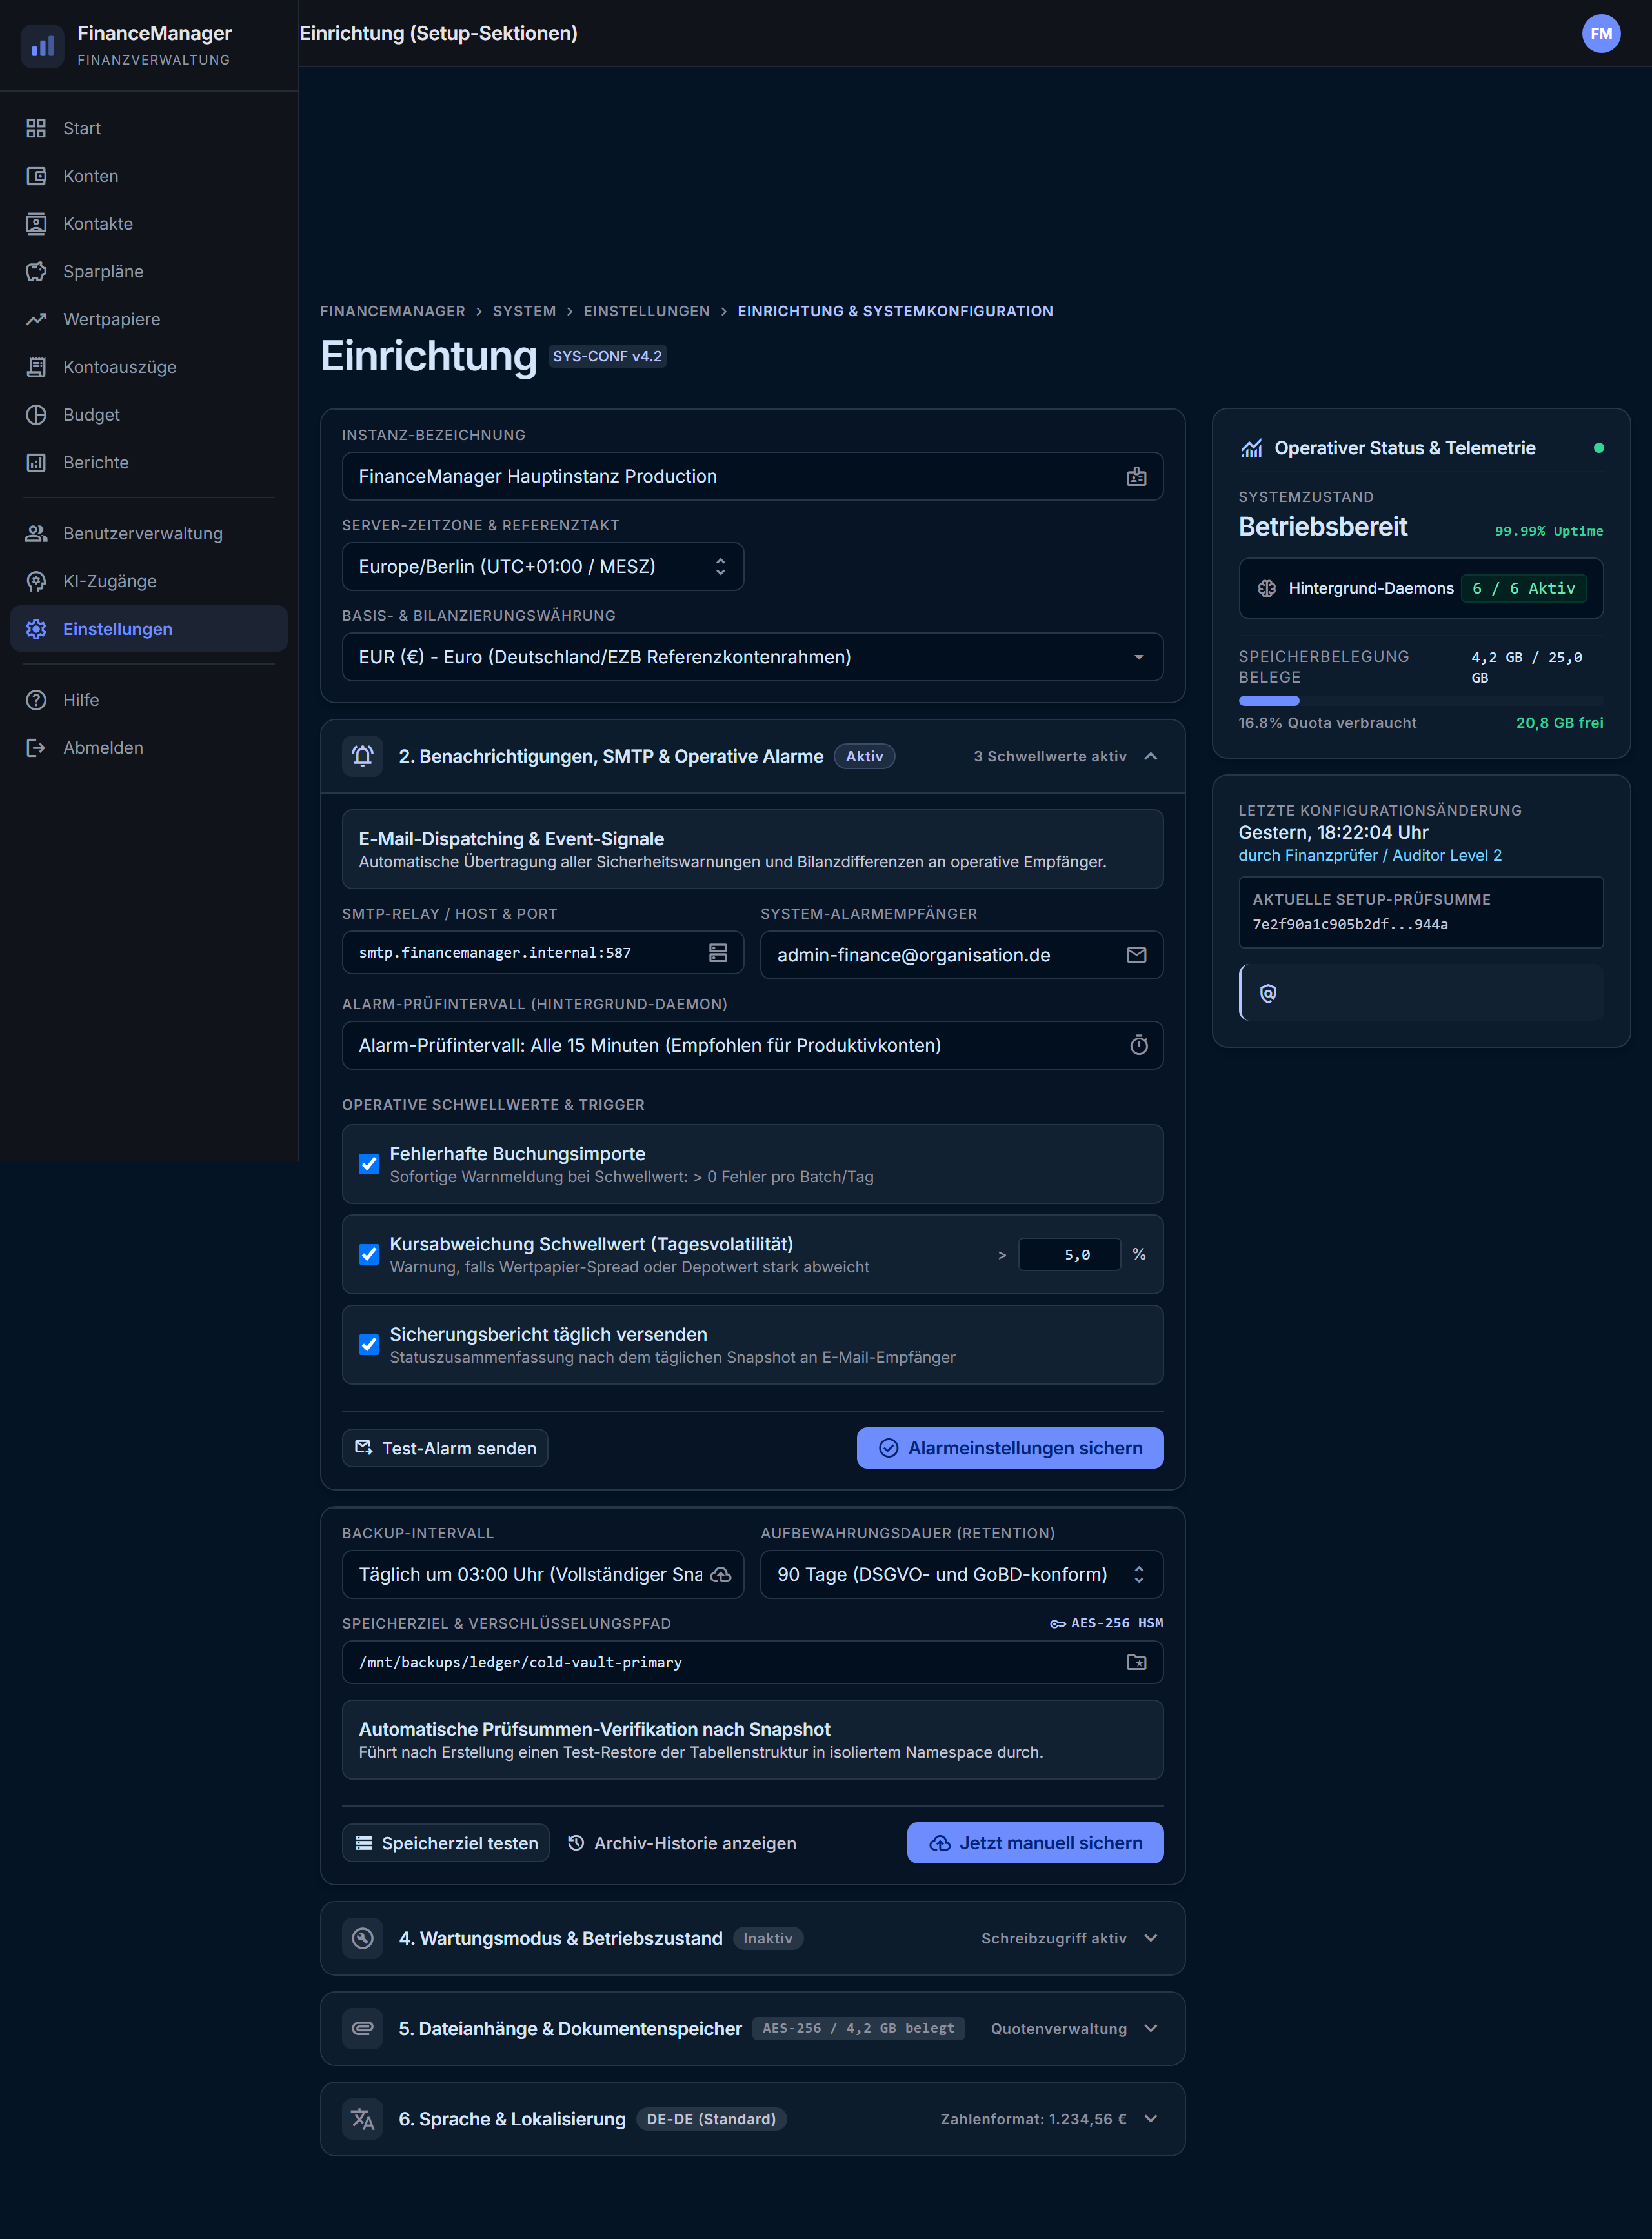 FinanceManager
FINANZVERWALTUNG
Start
Konten
Kontakte
Sparpläne
Wertpapiere
Kontoauszüge
Budget
Berichte
Benutzerverwaltung
KI-Zugänge
Einstellungen
Hilfe
Abmelden
Einrichtung (Setup-Sektionen)
FM
FINANCEMANAGER > SYSTEM > EINSTELLUNGEN > EINRICHTUNG & SYSTEMKONFIGURATION
Einrichtung SYS-CONF v4.2
INSTANZ-BEZEICHNUNG
FinanceManager Hauptinstanz Production
SERVER-ZEITZONE & REFERENZTAKT
Europe/Berlin (UTC+01:00 / MESZ)
BASIS- & BILANZIERUNGSWÄHRUNG
EUR (€) - Euro (Deutschland/EZB Referenzkontenrahmen)
2. Benachrichtigungen, SMTP & Operative Alarme Aktiv 3 Schwellwerte aktiv
E-Mail-Dispatching & Event-Signale
Automatische Übertragung aller Sicherheitswarnungen und Bilanzdifferenzen an operative Empfänger.
SMTP-RELAY / HOST & PORT
smtp.financemanager.internal:587
SYSTEM-ALARMEMPFÄNGER
admin-finance@organisation.de
ALARM-PRÜFINTERVALL (HINTERGRUND-DAEMON)
Alarm-Prüfintervall: Alle 15 Minuten (Empfohlen für Produktivkonten)
OPERATIVE SCHWELLWERTE & TRIGGER
Fehlerhafte Buchungsimporte
Sofortige Warnmeldung bei Schwellwert: > 0 Fehler pro Batch/Tag
Kursabweichung Schwellwert (Tagesvolatilität)
Warnung, falls Wertpapier-Spread oder Depotwert stark abweicht
> 5,0 %
Sicherungsbericht täglich versenden
Statuszusammenfassung nach dem täglichen Snapshot an E-Mail-Empfänger
Test-Alarm senden
Alarmeinstellungen sichern
BACKUP-INTERVALL
Täglich um 03:00 Uhr (Vollständiger Sna
AUFBEWAHRUNGSDAUER (RETENTION)
90 Tage (DSGVO- und GoBD-konform)
SPEICHERZIEL & VERSCHLÜSSELUNGSPFAD
AES-256 HSM
/mnt/backups/ledger/cold-vault-primary
Automatische Prüfsummen-Verifikation nach Snapshot
Führt nach Erstellung einen Test-Restore der Tabellenstruktur in isoliertem Namespace durch.
Speicherziel testen
Archiv-Historie anzeigen
Jetzt manuell sichern
4. Wartungsmodus & Betriebszustand Inaktiv Schreibzugriff aktiv
5. Dateianhänge & Dokumentenspeicher AES-256 / 4,2 GB belegt Quotenverwaltung
6. Sprache & Lokalisierung DE-DE (Standard) Zahlenformat: 1.234,56 €
Operativer Status & Telemetrie
SYSTEMZUSTAND
Betriebsbereit 99.99% Uptime
Hintergrund-Daemons 6 / 6 Aktiv
SPEICHERBELEGUNG
BELEGE
4,2 GB / 25,0
GB
16.8% Quota verbraucht 20,8 GB frei
LETZTE KONFIGURATIONSÄNDERUNG
Gestern, 18:22:04 Uhr
durch Finanzprüfer / Auditor Level 2
AKTUELLE SETUP-PRÜFSUMME
7e2f90a1c905b2df...944a